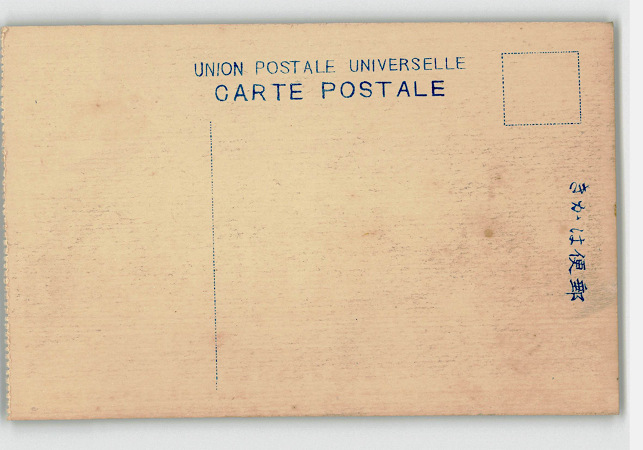 UNION POSTALE UNIVERSELLE
CARTE POSTALE
郵便はかき